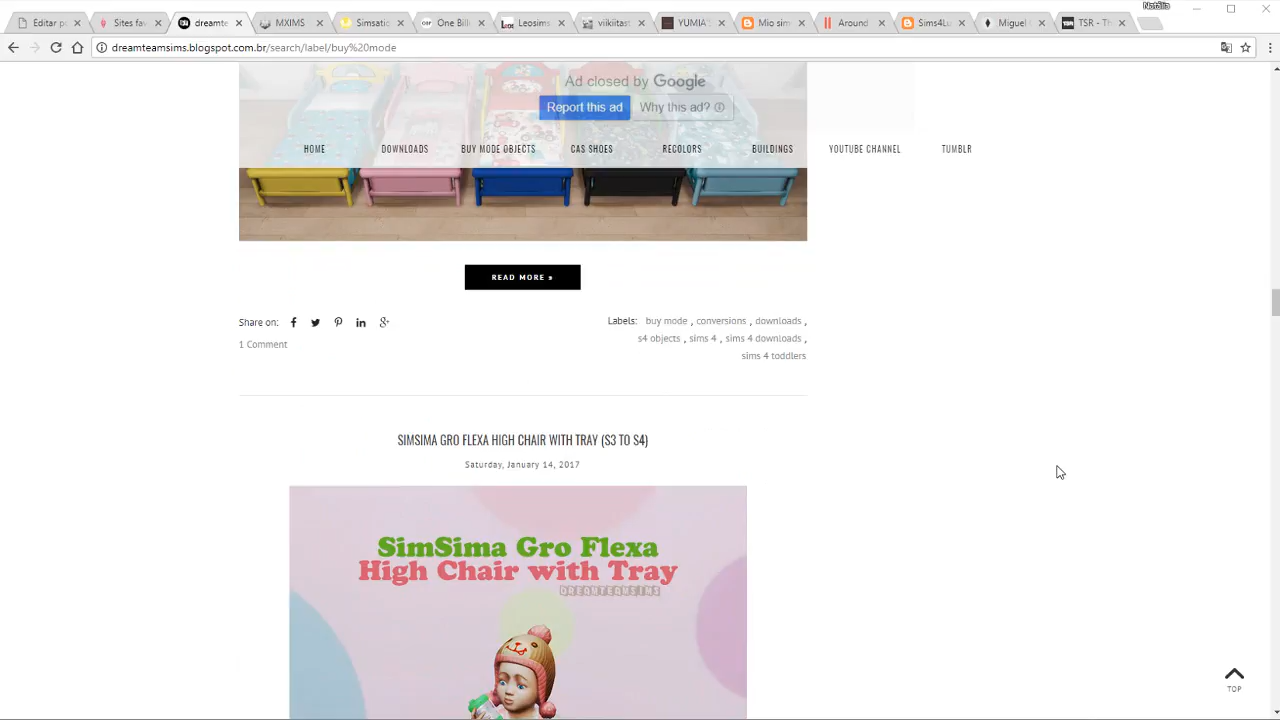 Natália
Editar po
Sites fav
dreamte
MXIMS
Simsatic
One Bill
Leosims
viikiitast
YUMIA'
Mio sim
Around
Sims4Lu
Miguel C
TSR - Th
dreamteamsims.blogspot.com.br/search/label/buy%20mode
Ad closed by Google
Report this ad
Why this ad?
HOME
DOWNLOADS
BUY MODE OBJECTS
CAS SHOES
RECOLORS
BUILDINGS
YOUTUBE CHANNEL
TUMBLR
READ MORE »
Share on:
Labels: buy mode , conversions , downloads ,
s4 objects , sims 4 , sims 4 downloads ,
sims 4 toddlers
1 Comment
SIMSIMA GRO FLEXA HIGH CHAIR WITH TRAY (S3 TO S4)
Saturday, January 14, 2017
SimSima Gro Flexa
High Chair with Tray
DREAMTEAMSIMS
TOP